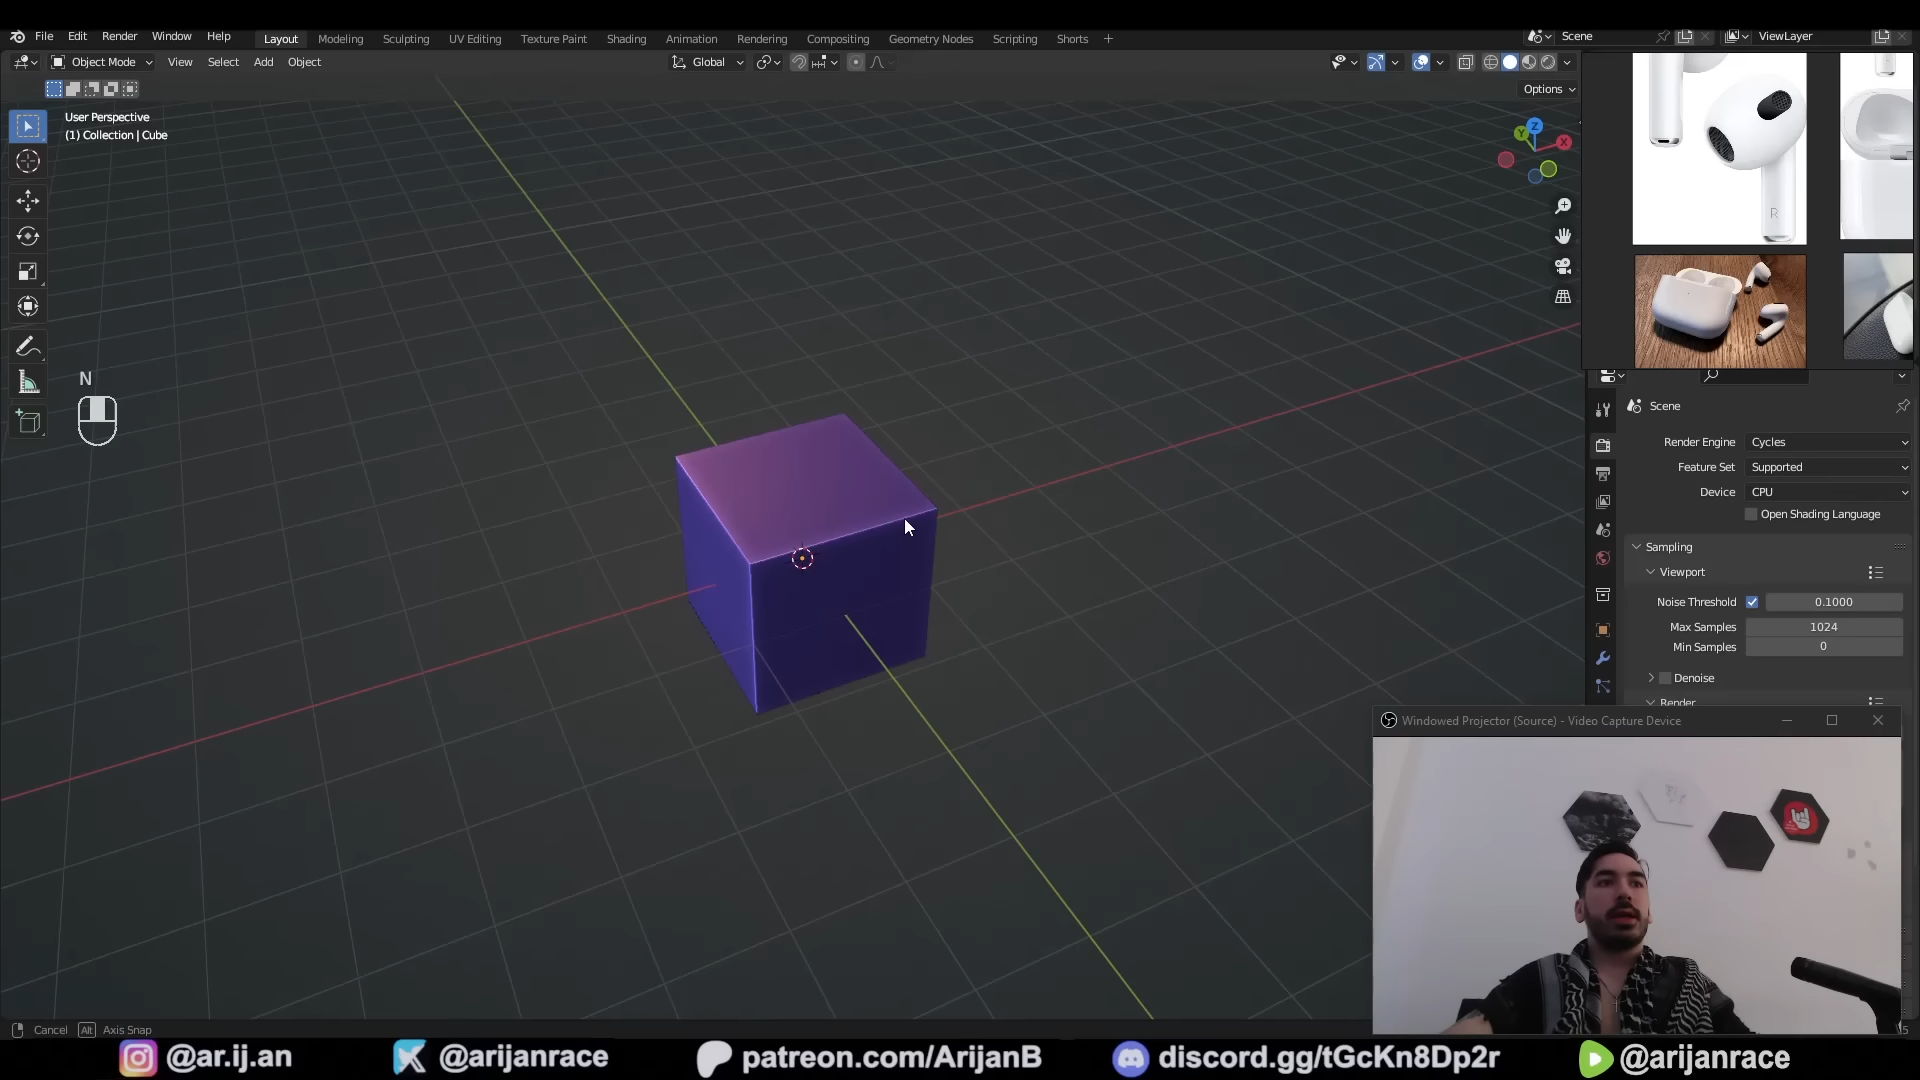 File Edit Render Window Help
Layout Modeling Sculpting UV Editing Texture Paint Shading Animation Rendering Compositing Geometry Nodes Scripting Shorts +
Scene
ViewLayer
Object Mode View Select Add Object
Global
Options
User Perspective
(1) Collection | Cube
Z
Y
X
R
N
Scene
Render Engine Cycles
Feature Set Supported
Device CPU
Open Shading Language
Sampling
Viewport
Noise Threshold 0.1000
Max Samples 1024
Min Samples 0
Denoise
Render
Windowed Projector (Source) - Video Capture Device
Cancel Alt Axis Snap
@ar.ij.an
@arijanrace
patreon.com/ArijanB
discord.gg/tGcKn8Dp2r
@arijanrace